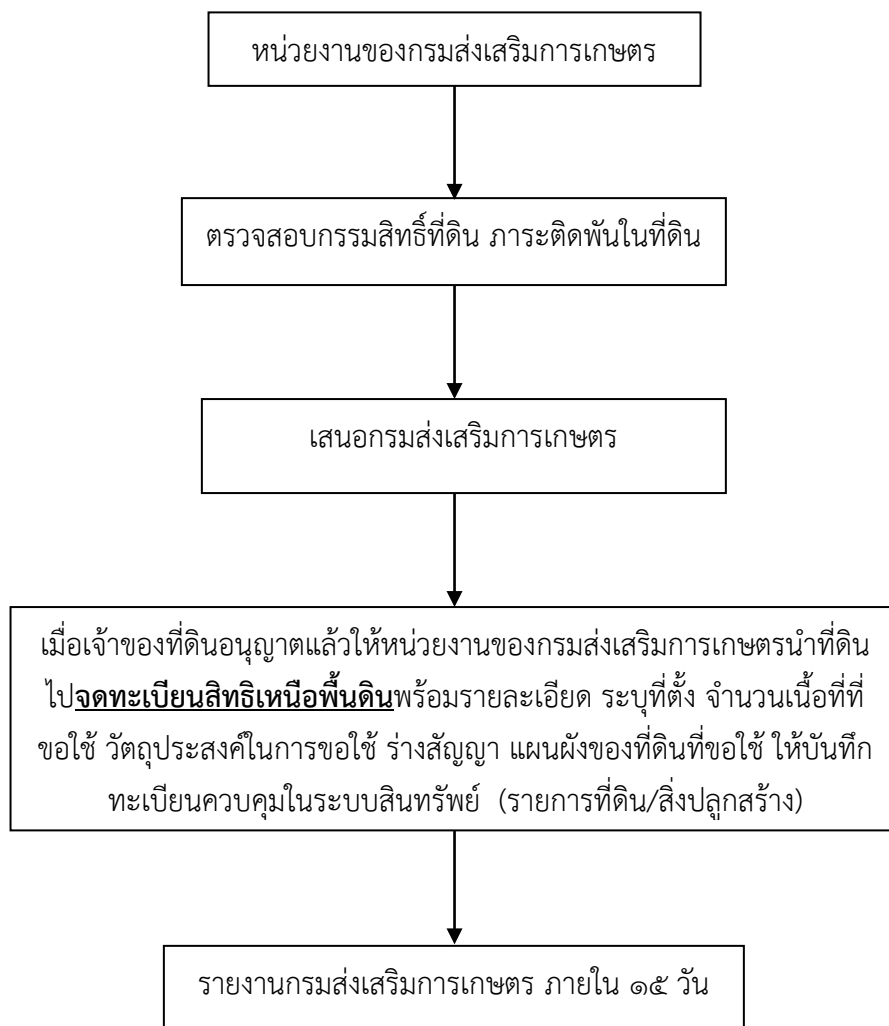 หน่วยงานของกรมส่งเสริมการเกษตร
ตรวจสอบกรรมสิทธิ์ที่ดิน ภาระติดพันในที่ดิน
เสนอกรมส่งเสริมการเกษตร
เมื่อเจ้าของที่ดินอนุญาตแล้วให้หน่วยงานของกรมส่งเสริมการเกษตรนำที่ดิน
ไปจดทะเบียนสิทธิเหนือพื้นดินพร้อมรายละเอียด ระบุที่ตั้ง จำนวนเนื้อที่ที่
ขอใช้ วัตถุประสงค์ในการขอใช้ ร่างสัญญา แผนผังของที่ดินที่ขอใช้ ให้บันทึก
ทะเบียนควบคุมในระบบสินทรัพย์ (รายการที่ดิน/สิ่งปลูกสร้าง)
รายงานกรมส่งเสริมการเกษตร ภายใน ๑๕ วัน